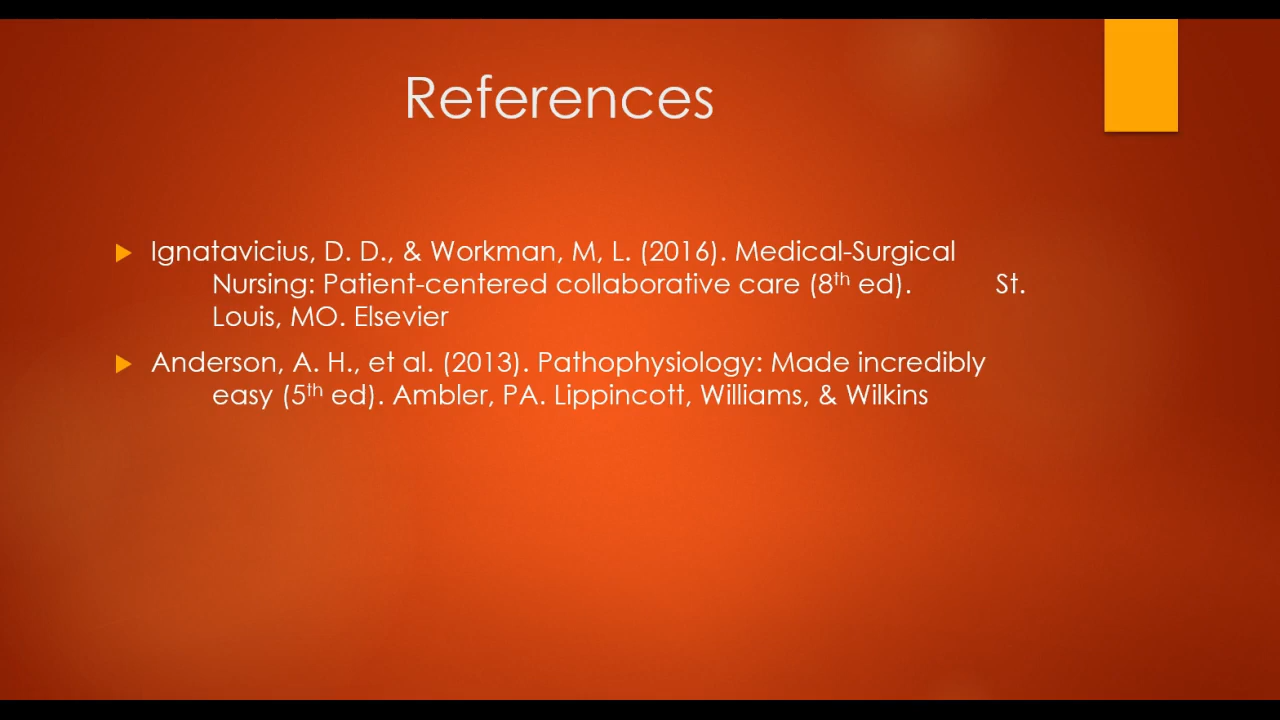 References
Ignatavicius, D. D., & Workman, M, L. (2016). Medical-Surgical
Nursing: Patient-centered collaborative care (8th ed). St.
Louis, MO. Elsevier
Anderson, A. H., et al. (2013). Pathophysiology: Made incredibly
easy (5th ed). Ambler, PA. Lippincott, Williams, & Wilkins